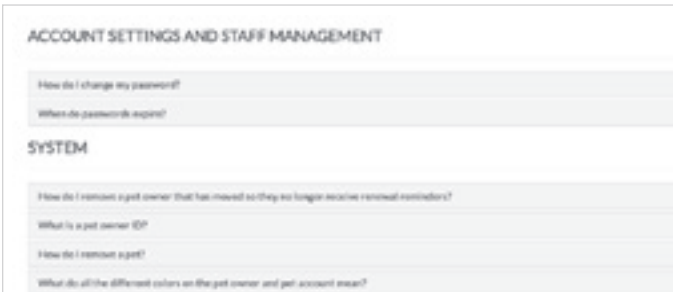 ACCOUNT SETTINGS AND STAFF MANAGEMENT
How do I change my password?
When do passwords expire?
SYSTEM
How do I remove a pet owner that has moved so they no longer receive renewal reminders?
What is a pet owner ID?
How do I remove a pet?
What do all the different colors on the pet owner and pet account mean?